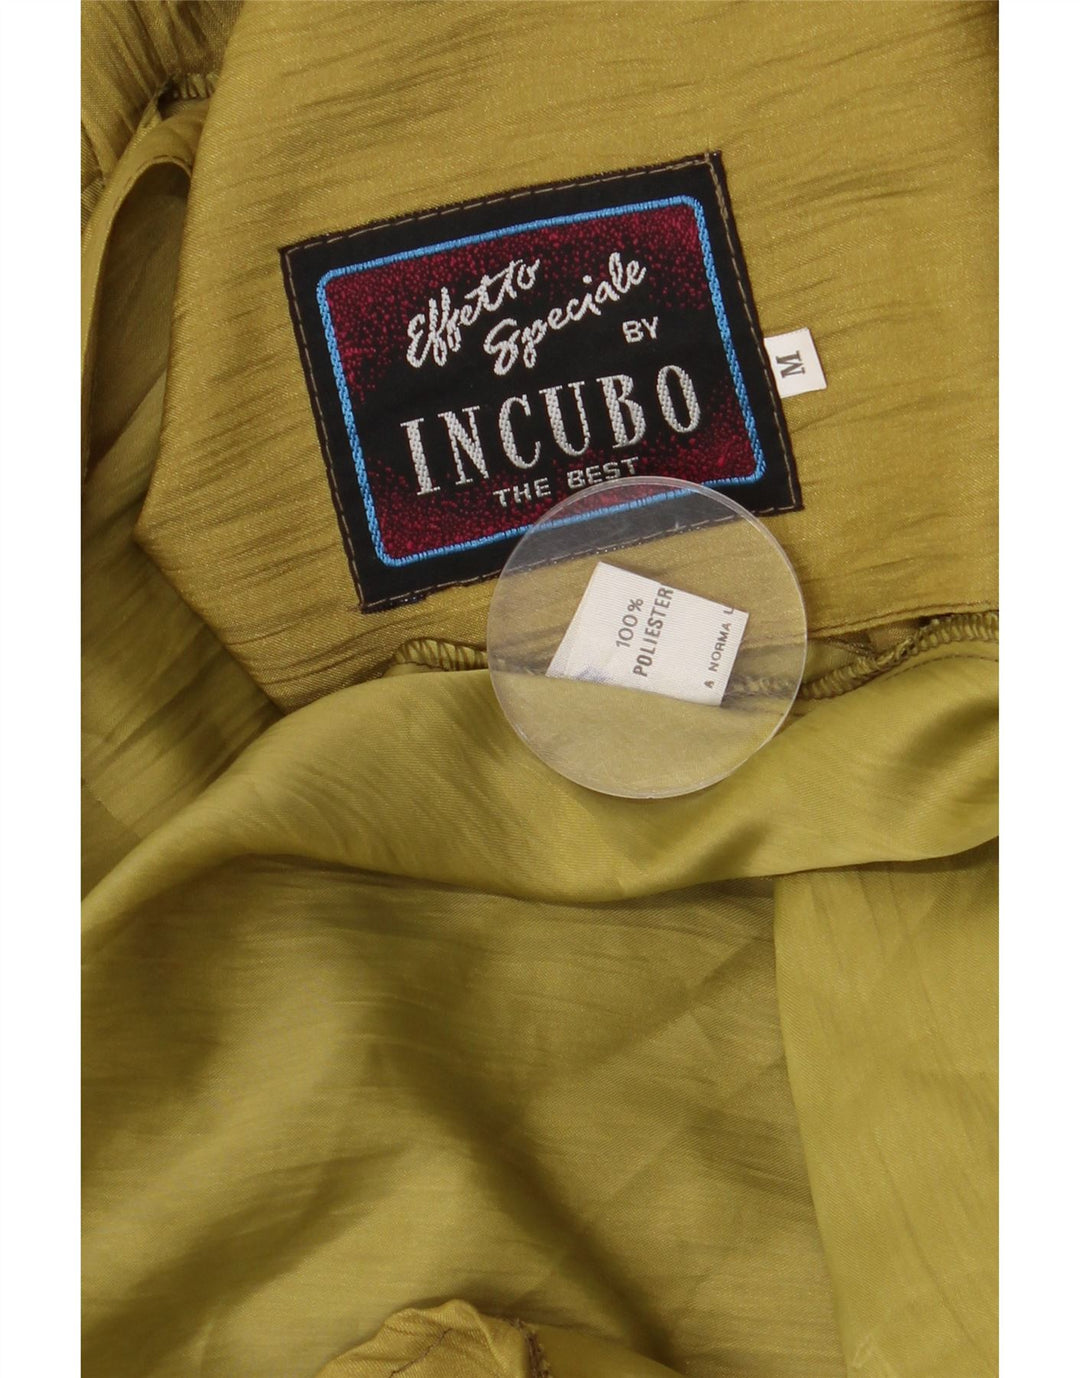 Effetto
Speciale
BY
INCUBO
THE BEST
M
100%
POLIESTER
A NORMA